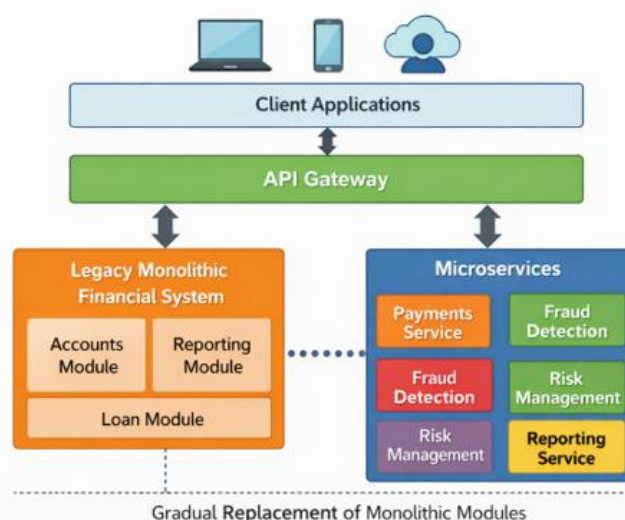 Client Applications
API Gateway
Legacy Monolithic
Financial System
Accounts
Module
Reporting
Module
Loan Module
Microservices
Payments
Service
Fraud
Detection
Fraud
Detection
Risk
Management
Risk
Management
Reporting
Service
Gradual Replacement of Monolithic Modules